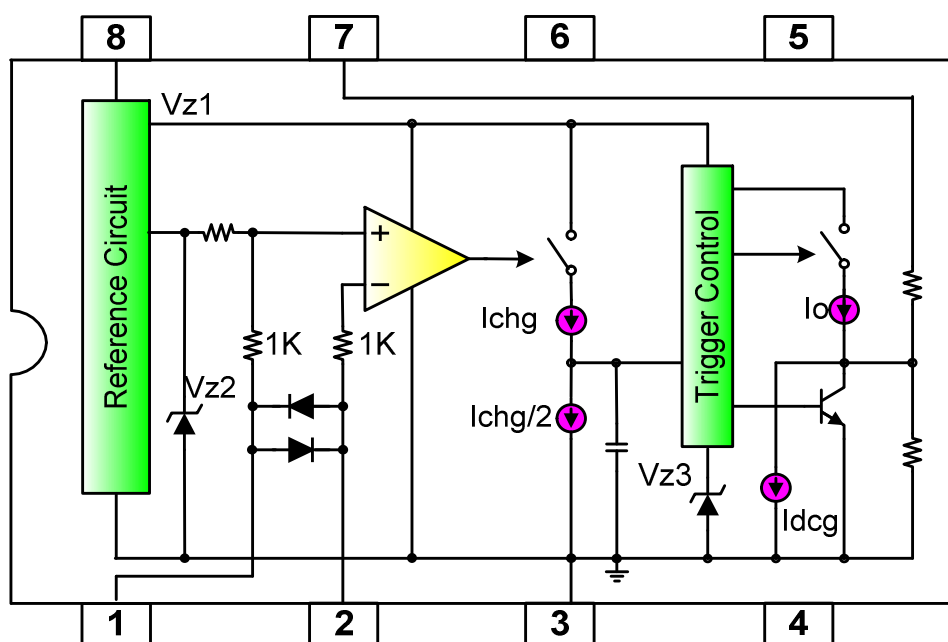 8
7
6
5
Vz1
Reference Circuit
+
−
1K
1K
Vz2
Ichg
Ichg/2
Trigger Control
Io
Vz3
Idcg
1
2
3
4